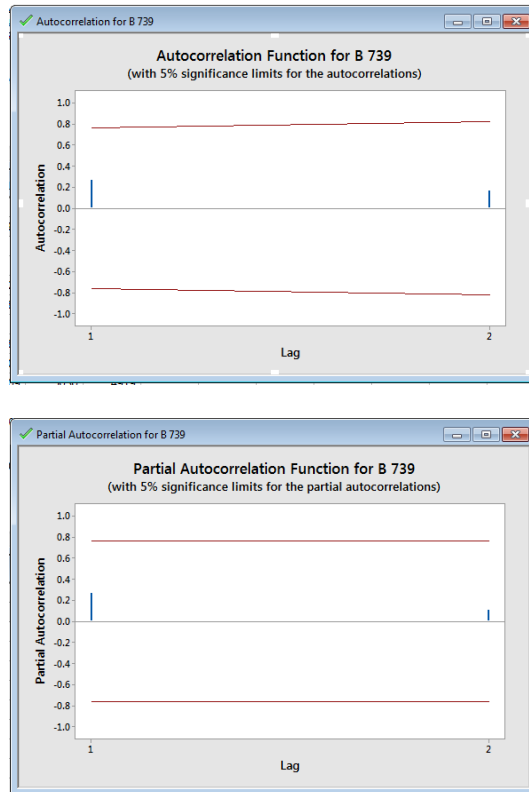 Autocorrelation for B 739
Autocorrelation Function for B 739
(with 5% significance limits for the autocorrelations)
Autocorrelation
1.0
0.8
0.6
0.4
0.2
0.0
-0.2
-0.4
-0.6
-0.8
-1.0
1
2
Lag
Partial Autocorrelation for B 739
Partial Autocorrelation Function for B 739
(with 5% significance limits for the partial autocorrelations)
Partial Autocorrelation
1.0
0.8
0.6
0.4
0.2
0.0
-0.2
-0.4
-0.6
-0.8
-1.0
1
2
Lag